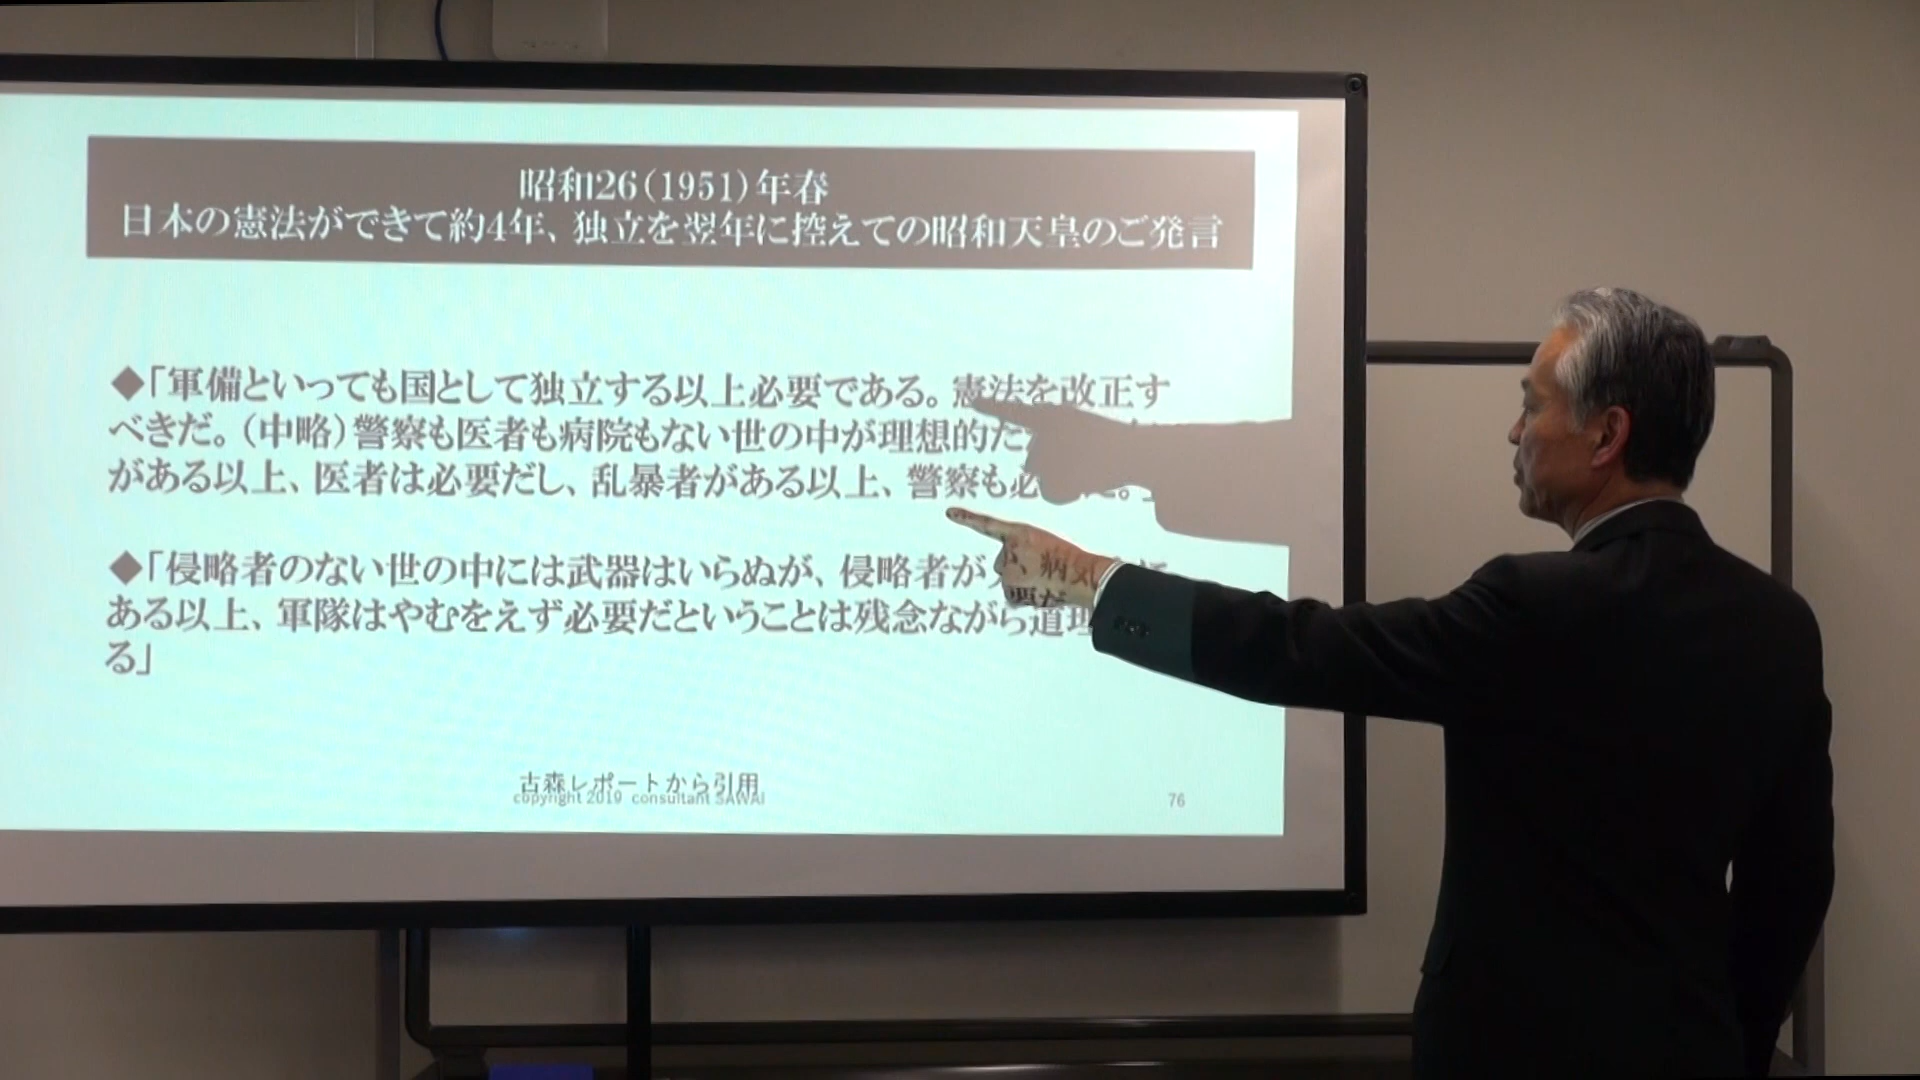 昭和26（1951）年春
日本の憲法ができて約4年、独立を翌年に控えての昭和天皇のご発言
◆「軍備といっても国として独立する以上必要である。憲法を改正す
べきだ。（中略）警察も医者も病院もない世の中が理想的だ
がある以上、医者は必要だし、乱暴者がある以上、警察も必
◆「侵略者のない世の中には武器はいらぬが、侵略者が
ある以上、軍隊はやむをえず必要だということは残念ながら道理
る」
古森レポートから引用
copyright 2019 consultant SAWAI
76